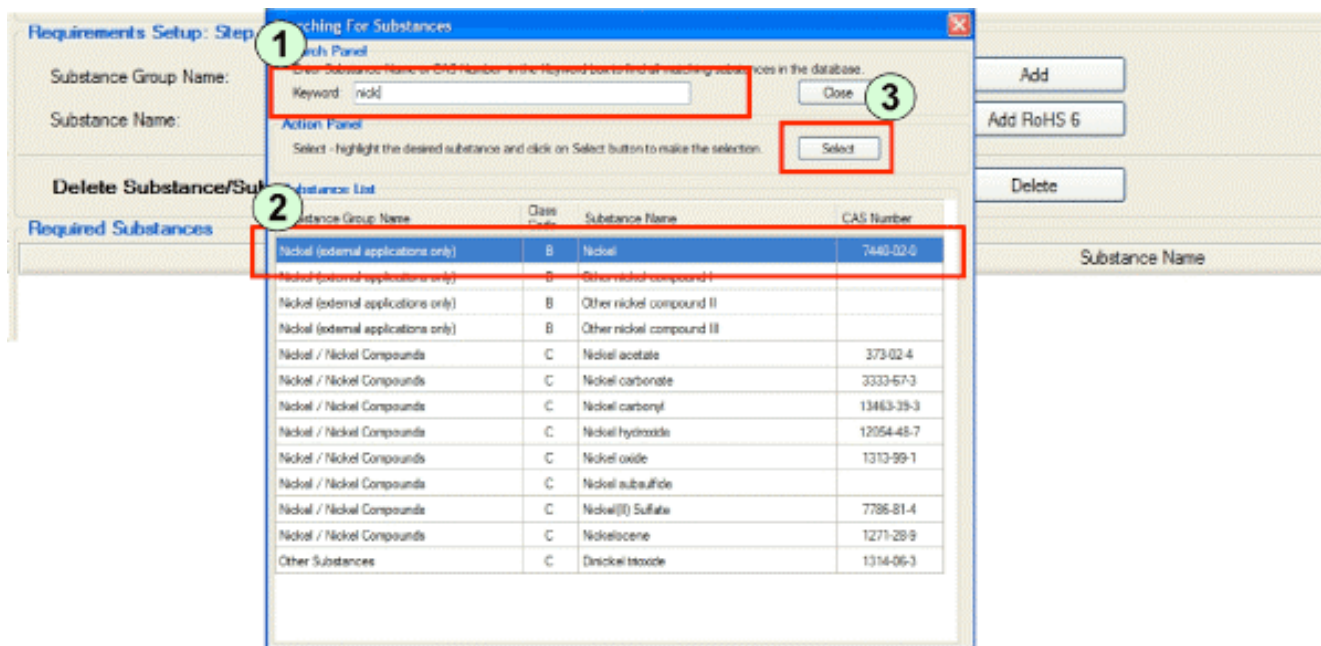 Requirements Setup: Step
Substance Group Name:
Substance Name:
Delete Substance/Su
Required Substances
1
rching For Substances
rch Panel
Enter Substance Name or CAS Number in the Keyword box to find all matching substances in the database.
Keyword nick
Close
3
Action Panel
Select - highlight the desired substance and click on Select button to make the selection.
Select
Substance List
2
stance Group Name Class Code Substance Name CAS Number
Nickel (external applications only) B Nickel 7440-02-0
Nickel (external applications only) B Other nickel compound I
Nickel (external applications only) B Other nickel compound II
Nickel (external applications only) B Other nickel compound III
Nickel / Nickel Compounds C Nickel acetate 373-02-4
Nickel / Nickel Compounds C Nickel carbonate 3333-67-3
Nickel / Nickel Compounds C Nickel carbonyl 13463-39-3
Nickel / Nickel Compounds C Nickel hydroxide 12054-48-7
Nickel / Nickel Compounds C Nickel oxide 1313-99-1
Nickel / Nickel Compounds C Nickel subsulfide
Nickel / Nickel Compounds C Nickel(II) Sulfate 7786-81-4
Nickel / Nickel Compounds C Nickelocene 1271-28-9
Other Substances C Dinickel trioxide 1314-06-3
Add
Add RoHS 6
Delete
Substance Name